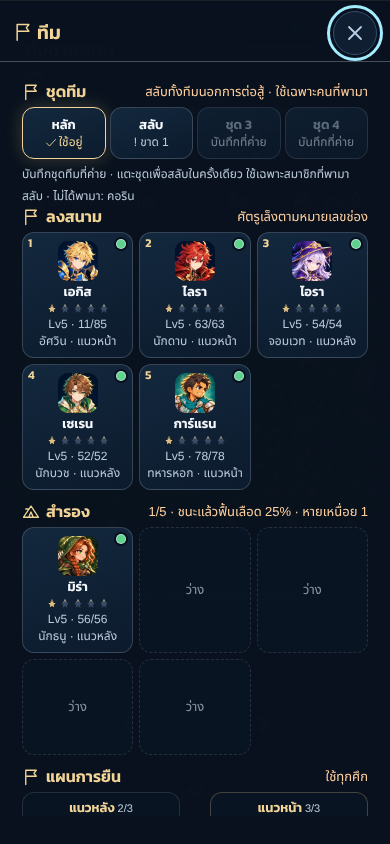 ทีม
ชุดทีม
สลับทั้งทีมนอกการต่อสู้ · ใช้เฉพาะคนที่พามา
หลัก
✓ ใช้อยู่
สลับ
! ขาด 1
ชุด 3
บันทึกที่ค่าย
ชุด 4
บันทึกที่ค่าย
บันทึกชุดทีมที่ค่าย · แตะชุดเพื่อสลับในครั้งเดียว ใช้เฉพาะสมาชิกที่พามา
สลับ · ไม่ได้พามา: คอริน
ลงสนาม
ศัตรูเล็งตามหมายเลขช่อง
1
เอกิส
Lv5 · 11/85
อัศวิน · แนวหน้า
2
ไลรา
Lv5 · 63/63
นักดาบ · แนวหน้า
3
โอรา
Lv5 · 54/54
จอมเวท · แนวหลัง
4
เซเรน
Lv5 · 52/52
นักบวช · แนวหลัง
5
การ์แรน
Lv5 · 78/78
ทหารหอก · แนวหน้า
สำรอง
1/5 · ชนะแล้วฟื้นเลือด 25% · หายเหนื่อย 1
มิร่า
Lv5 · 56/56
นักธนู · แนวหลัง
ว่าง
ว่าง
ว่าง
ว่าง
แผนการยืน
ใช้ทุกศึก
แนวหลัง 2/3
แนวหน้า 3/3